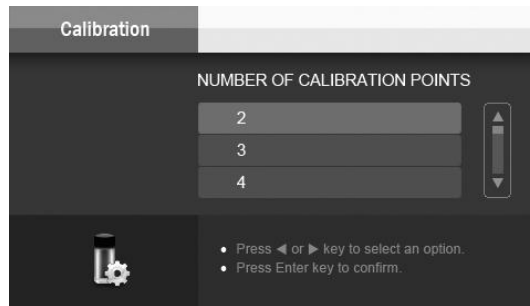 Calibration
NUMBER OF CALIBRATION POINTS
2
3
4
• Press ◀ or ▶ key to select an option.
• Press Enter key to confirm.